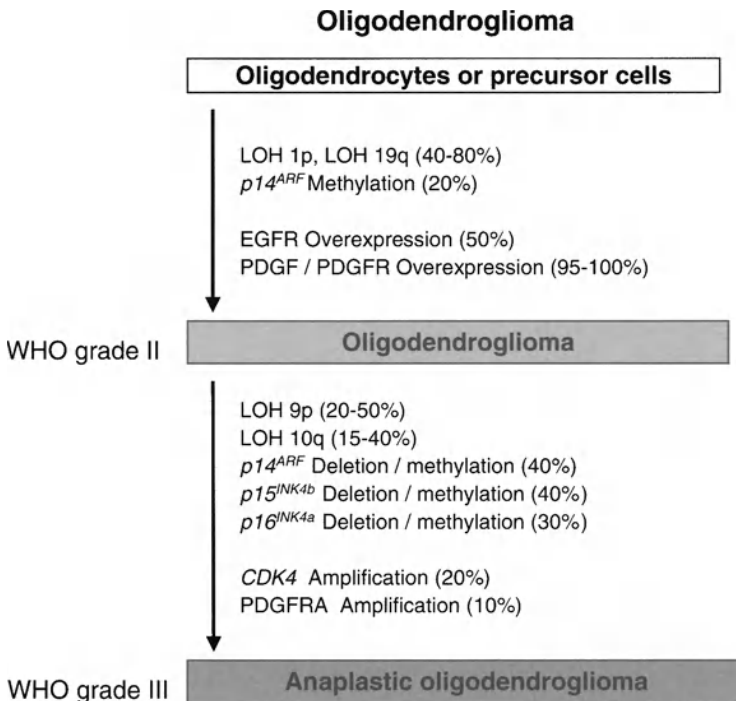 Oligodendroglioma
Oligodendrocytes or precursor cells
LOH 1p, LOH 19q (40-80%)
p14ARF Methylation (20%)
EGFR Overexpression (50%)
PDGF / PDGFR Overexpression (95-100%)
WHO grade II
Oligodendroglioma
LOH 9p (20-50%)
LOH 10q (15-40%)
p14ARF Deletion / methylation (40%)
p15INK4b Deletion / methylation (40%)
p16INK4a Deletion / methylation (30%)
CDK4 Amplification (20%)
PDGFRA Amplification (10%)
WHO grade III
Anaplastic oligodendroglioma